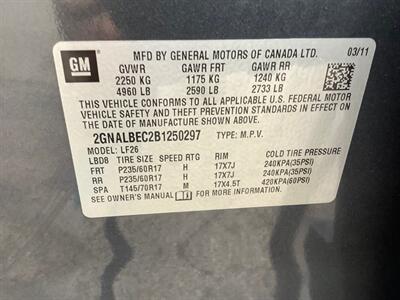 GM
MFD BY GENERAL MOTORS OF CANADA LTD. 03/11
GVWR GAWR FRT GAWR RR
2250 KG 1175 KG 1240 KG
4960 LB 2590 LB 2733 LB
THIS VEHICLE CONFORMS TO ALL APPLICABLE U.S. FEDERAL MOTOR
VEHICLE SAFETY AND THEFT PREVENTION STANDARDS IN EFFECT ON THE
DATE OF MANUFACTURE SHOWN ABOVE.
2GNALBEC2B1250297 TYPE: M.P.V.
MODEL: LF26
LBD8 TIRE SIZE SPEED RTG RIM COLD TIRE PRESSURE
FRT P235/60R17 H 17X7J 240KPA(35PSI)
RR P235/60R17 H 17X7J 240KPA(35PSI)
SPA T145/70R17 M 17X4.5T 420KPA(60PSI)
SEE OWNER'S MANUAL FOR MORE INFORMATION.